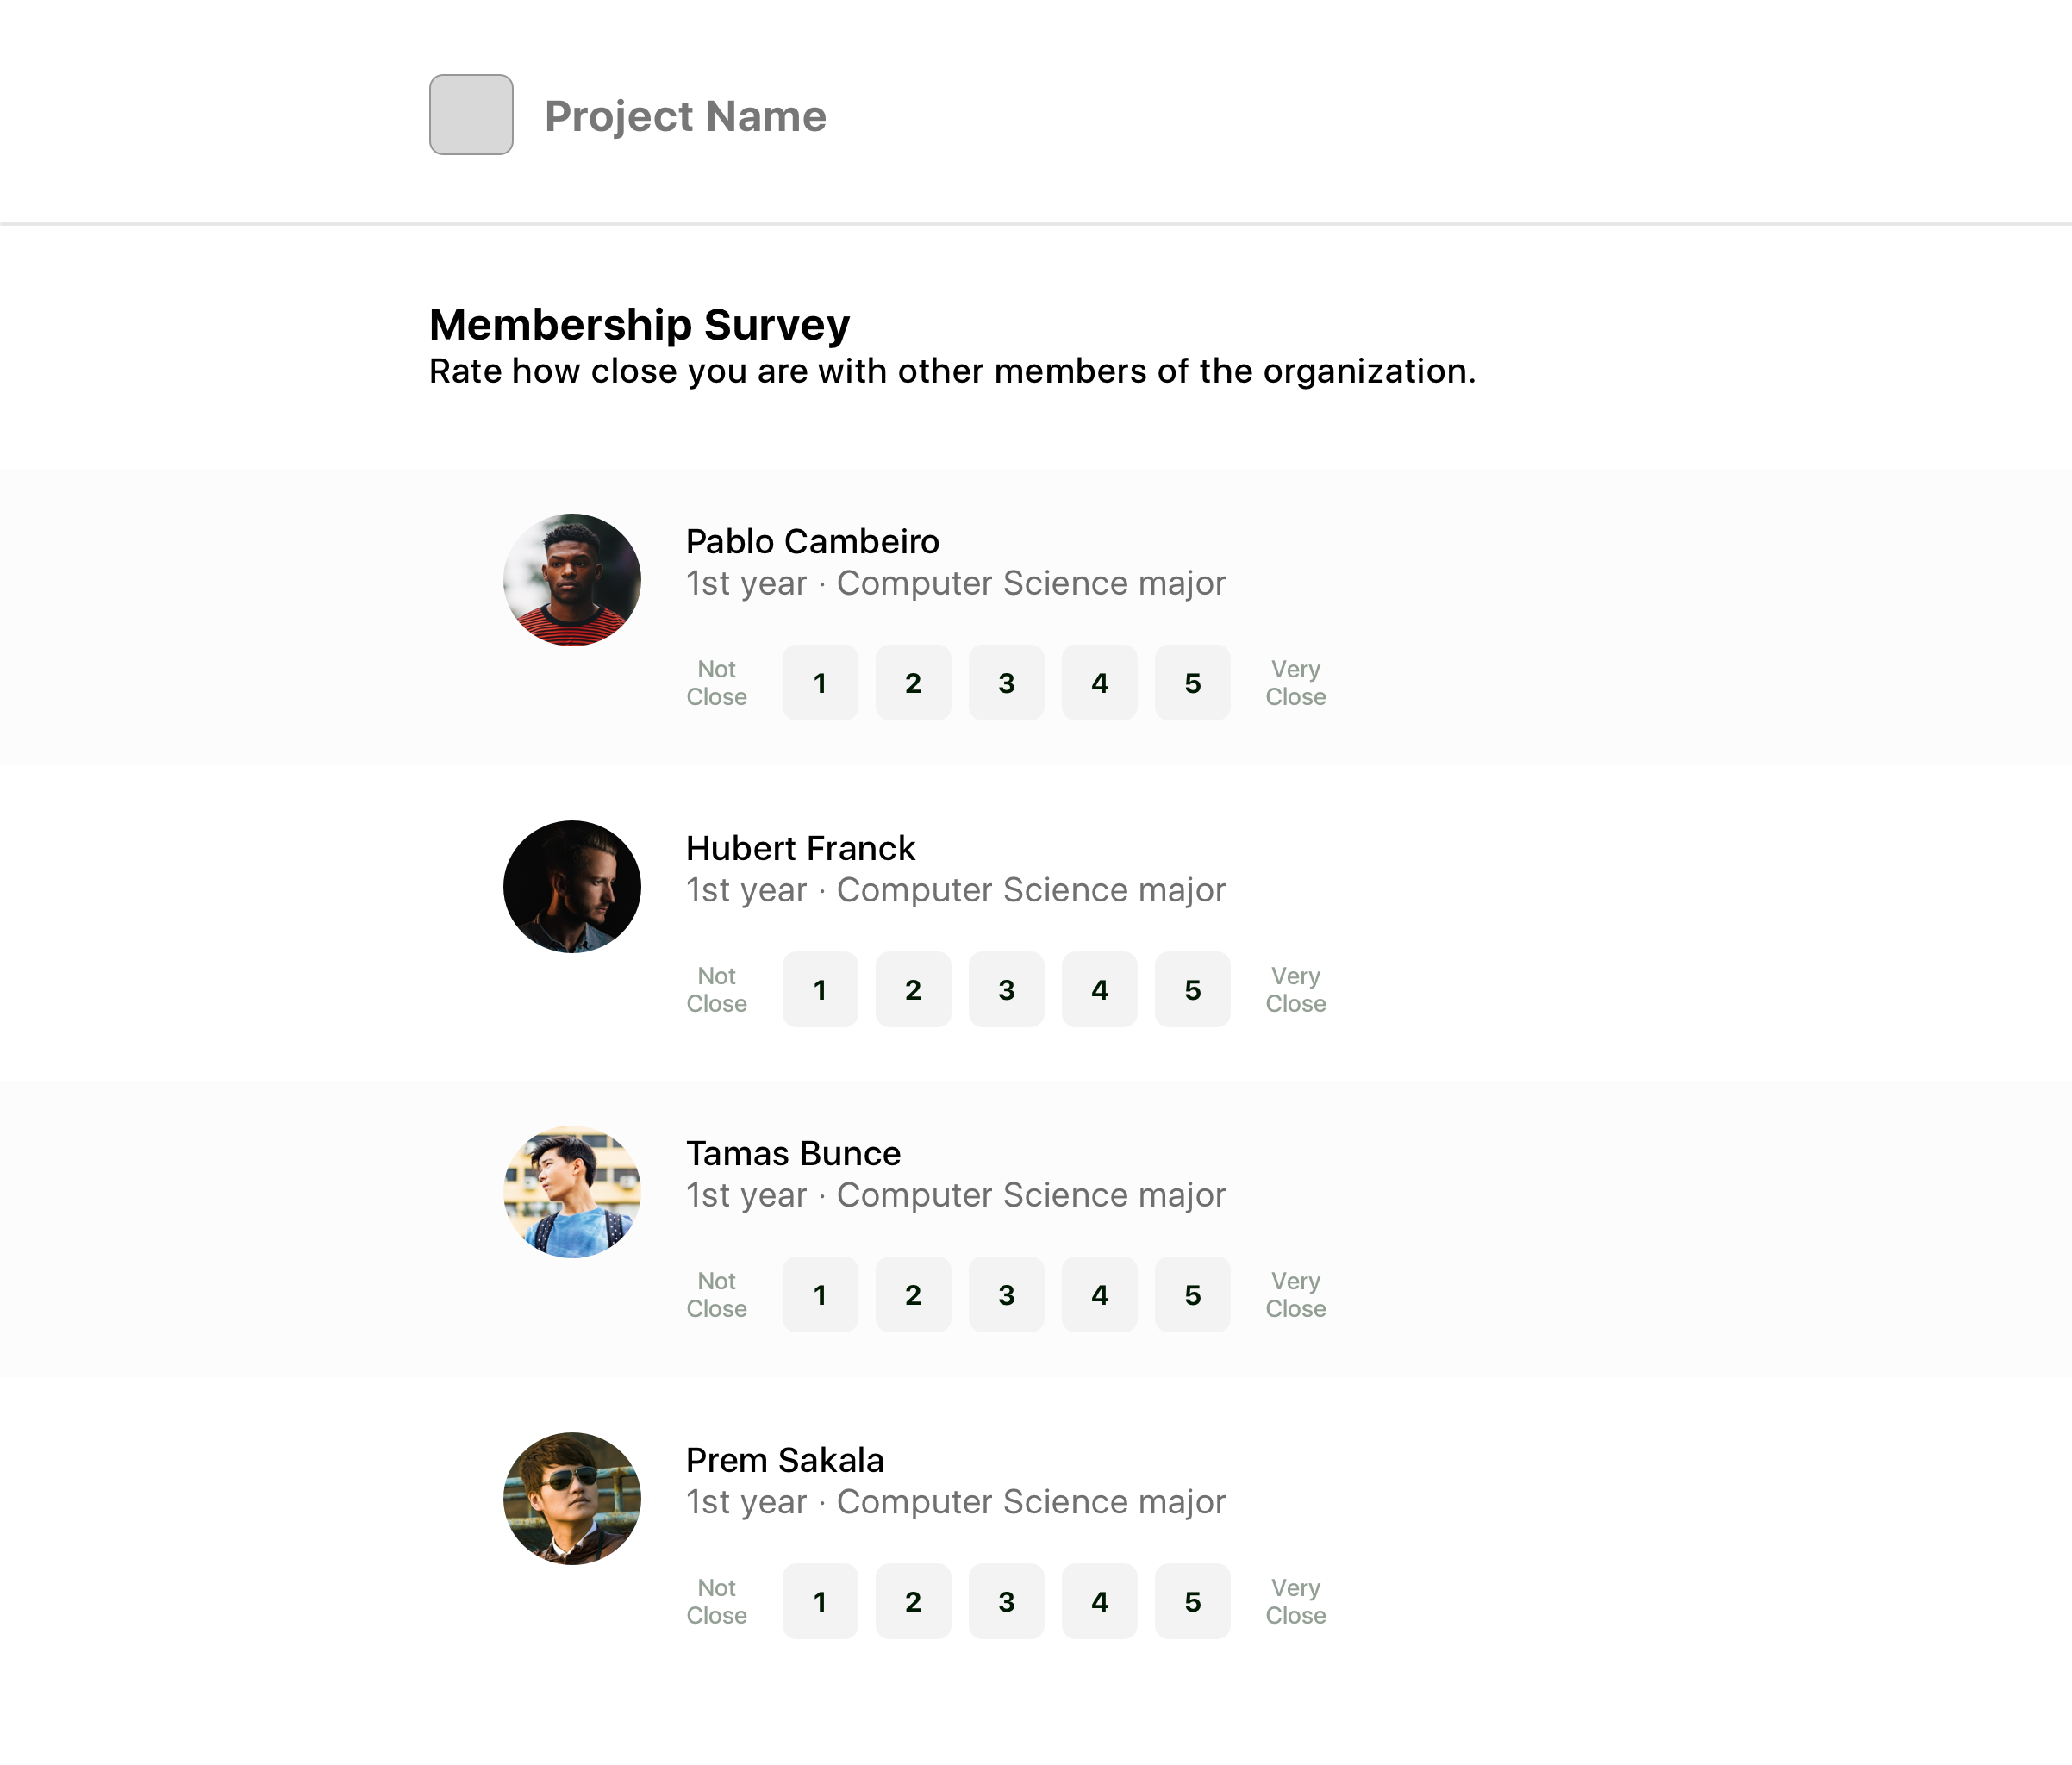 Project Name
Membership Survey
Rate how close you are with other members of the organization.
Pablo Cambeiro
1st year · Computer Science major
Not Close 1 2 3 4 5 Very Close
Hubert Franck
1st year · Computer Science major
Not Close 1 2 3 4 5 Very Close
Tamas Bunce
1st year · Computer Science major
Not Close 1 2 3 4 5 Very Close
Prem Sakala
1st year · Computer Science major
Not Close 1 2 3 4 5 Very Close